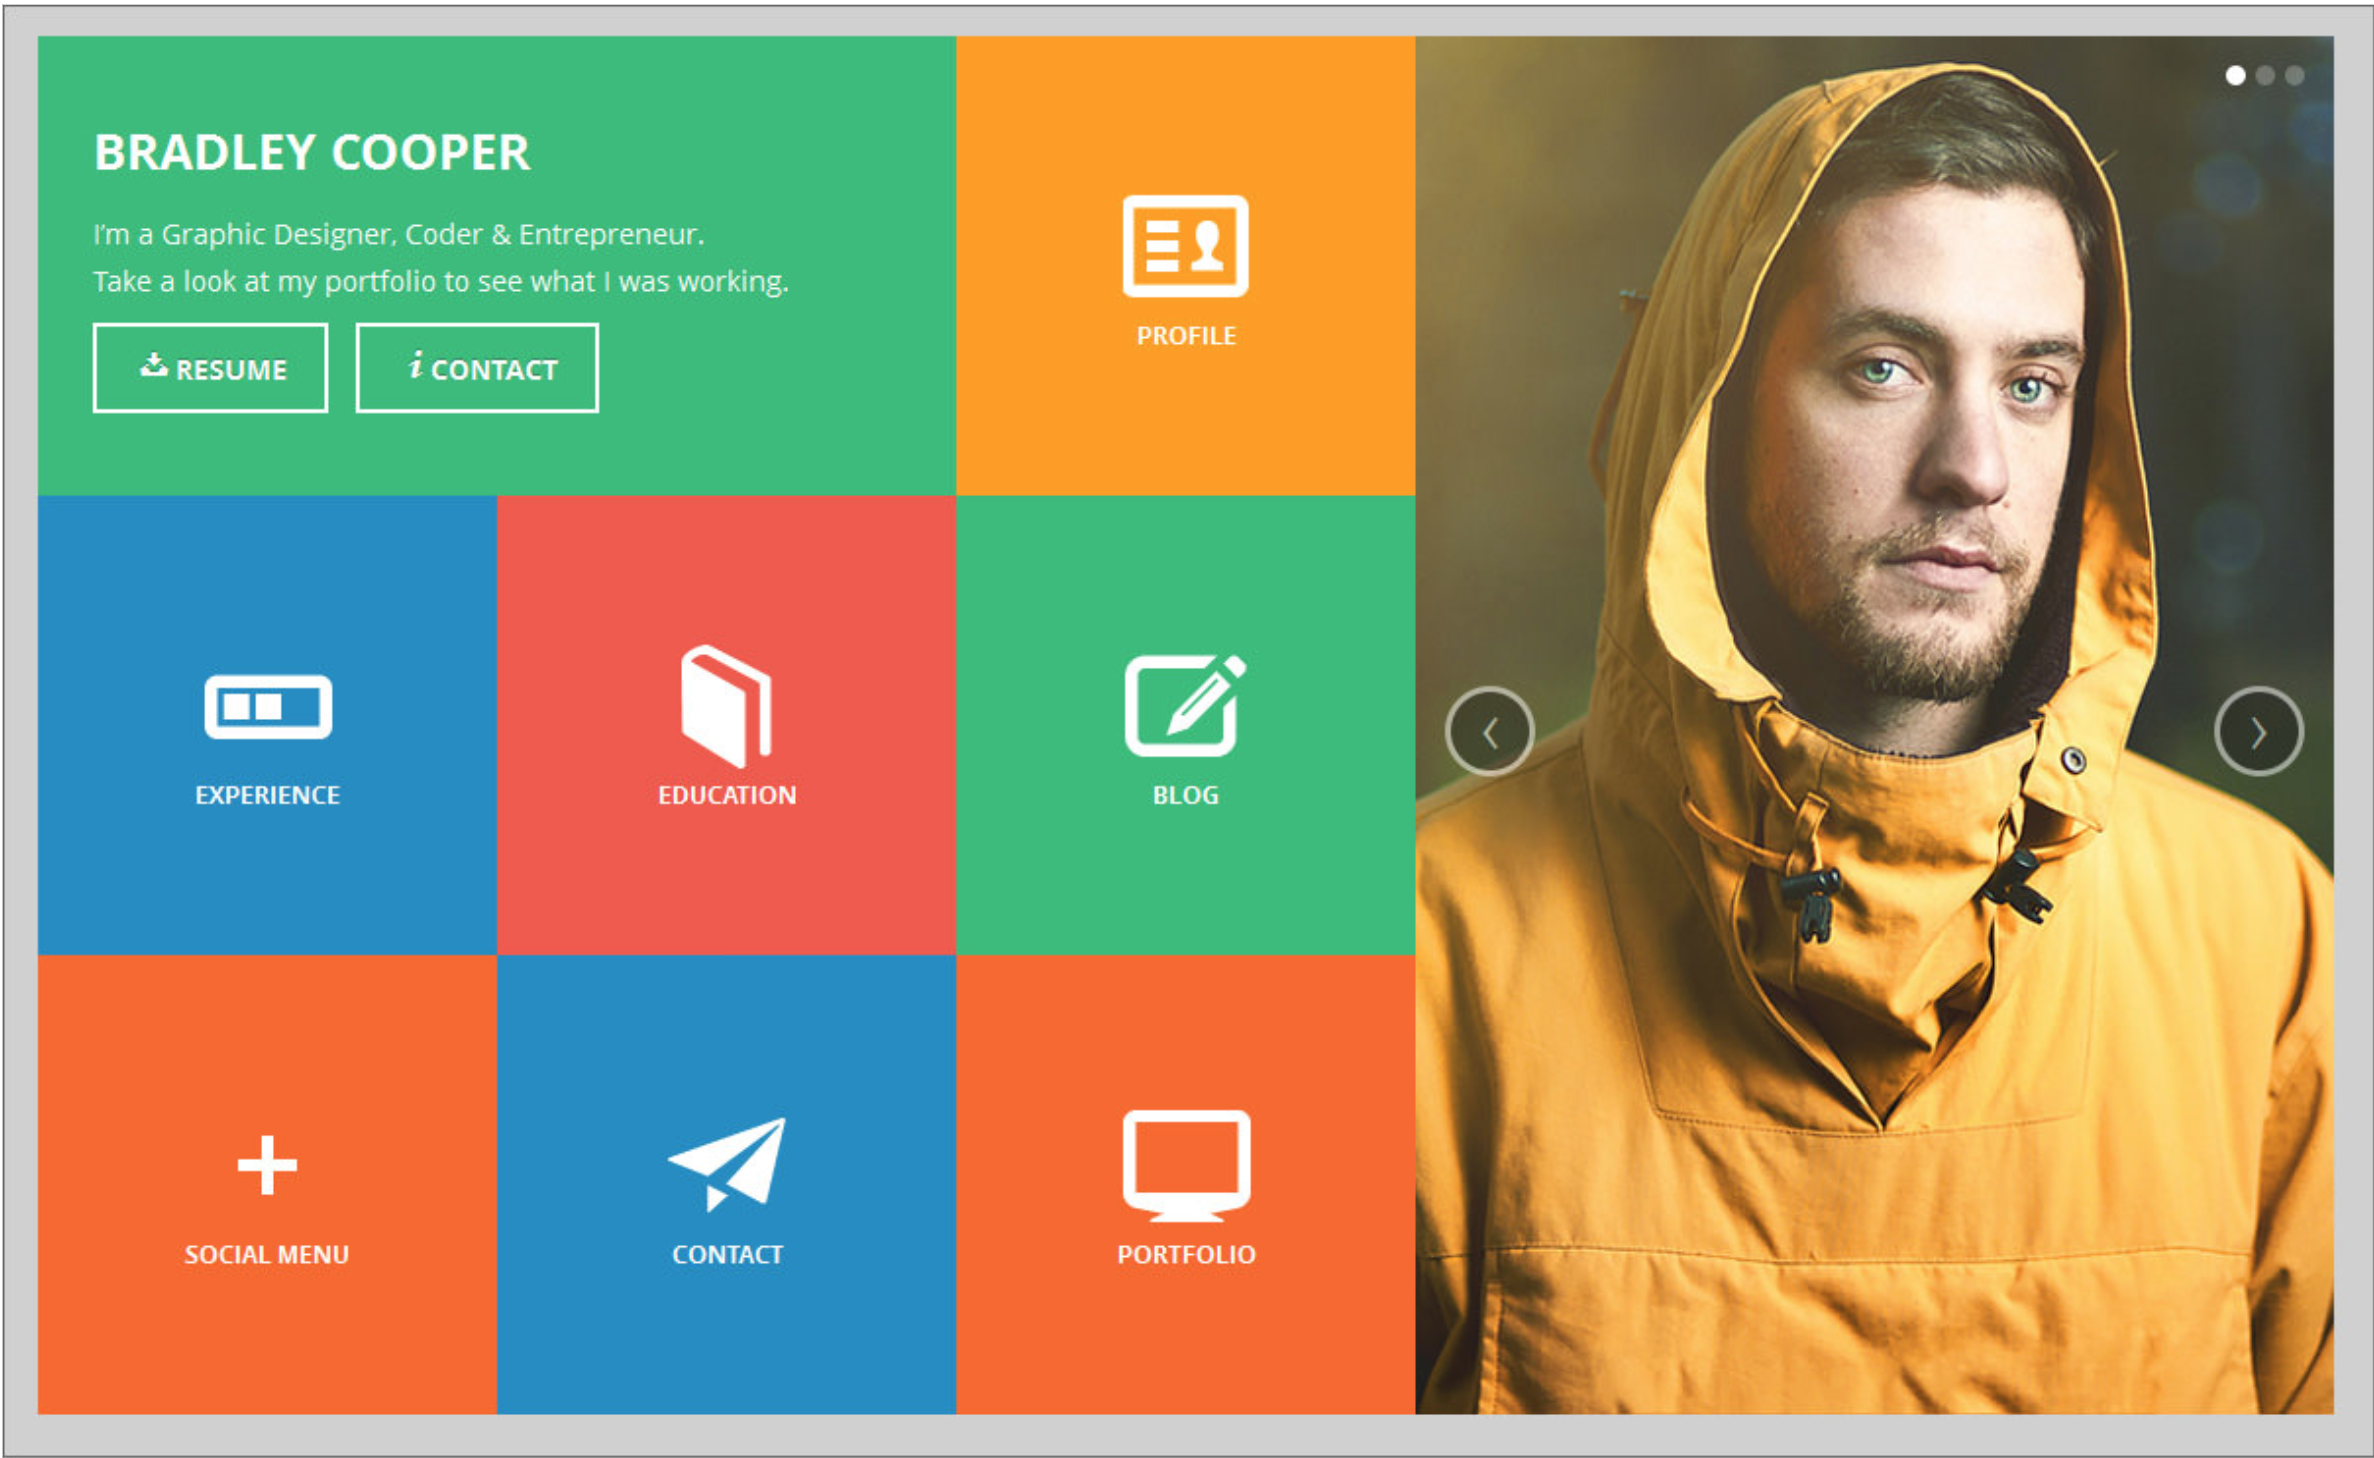 BRADLEY COOPER
I'm a Graphic Designer, Coder & Entrepreneur.
Take a look at my portfolio to see what I was working.
RESUME
i CONTACT
PROFILE
EXPERIENCE
EDUCATION
BLOG
SOCIAL MENU
CONTACT
PORTFOLIO